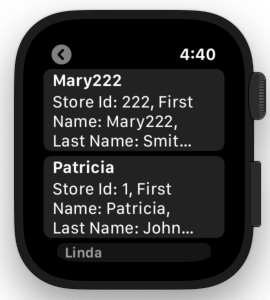 4:40
Mary222
Store Id: 222, First
Name: Mary222,
Last Name: Smit...
Patricia
Store Id: 1, First
Name: Patricia,
Last Name: John...
Linda